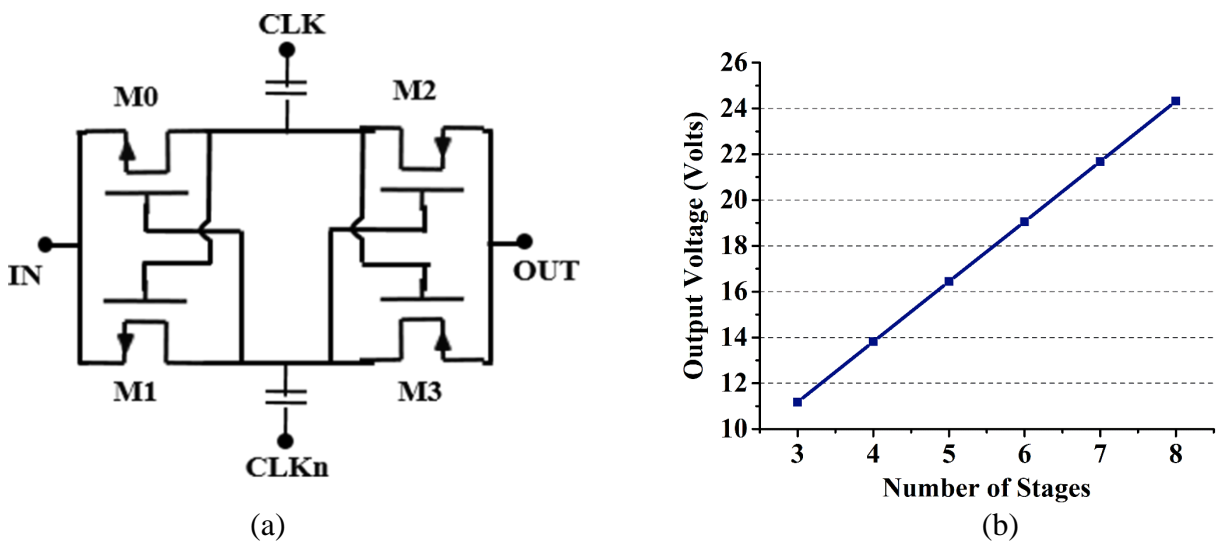 CLK
M0
M2
IN
OUT
M1
M3
CLKn
(a)
Output Voltage (Volts)
26
24
22
20
18
16
14
12
10
3 4 5 6 7 8
Number of Stages
(b)